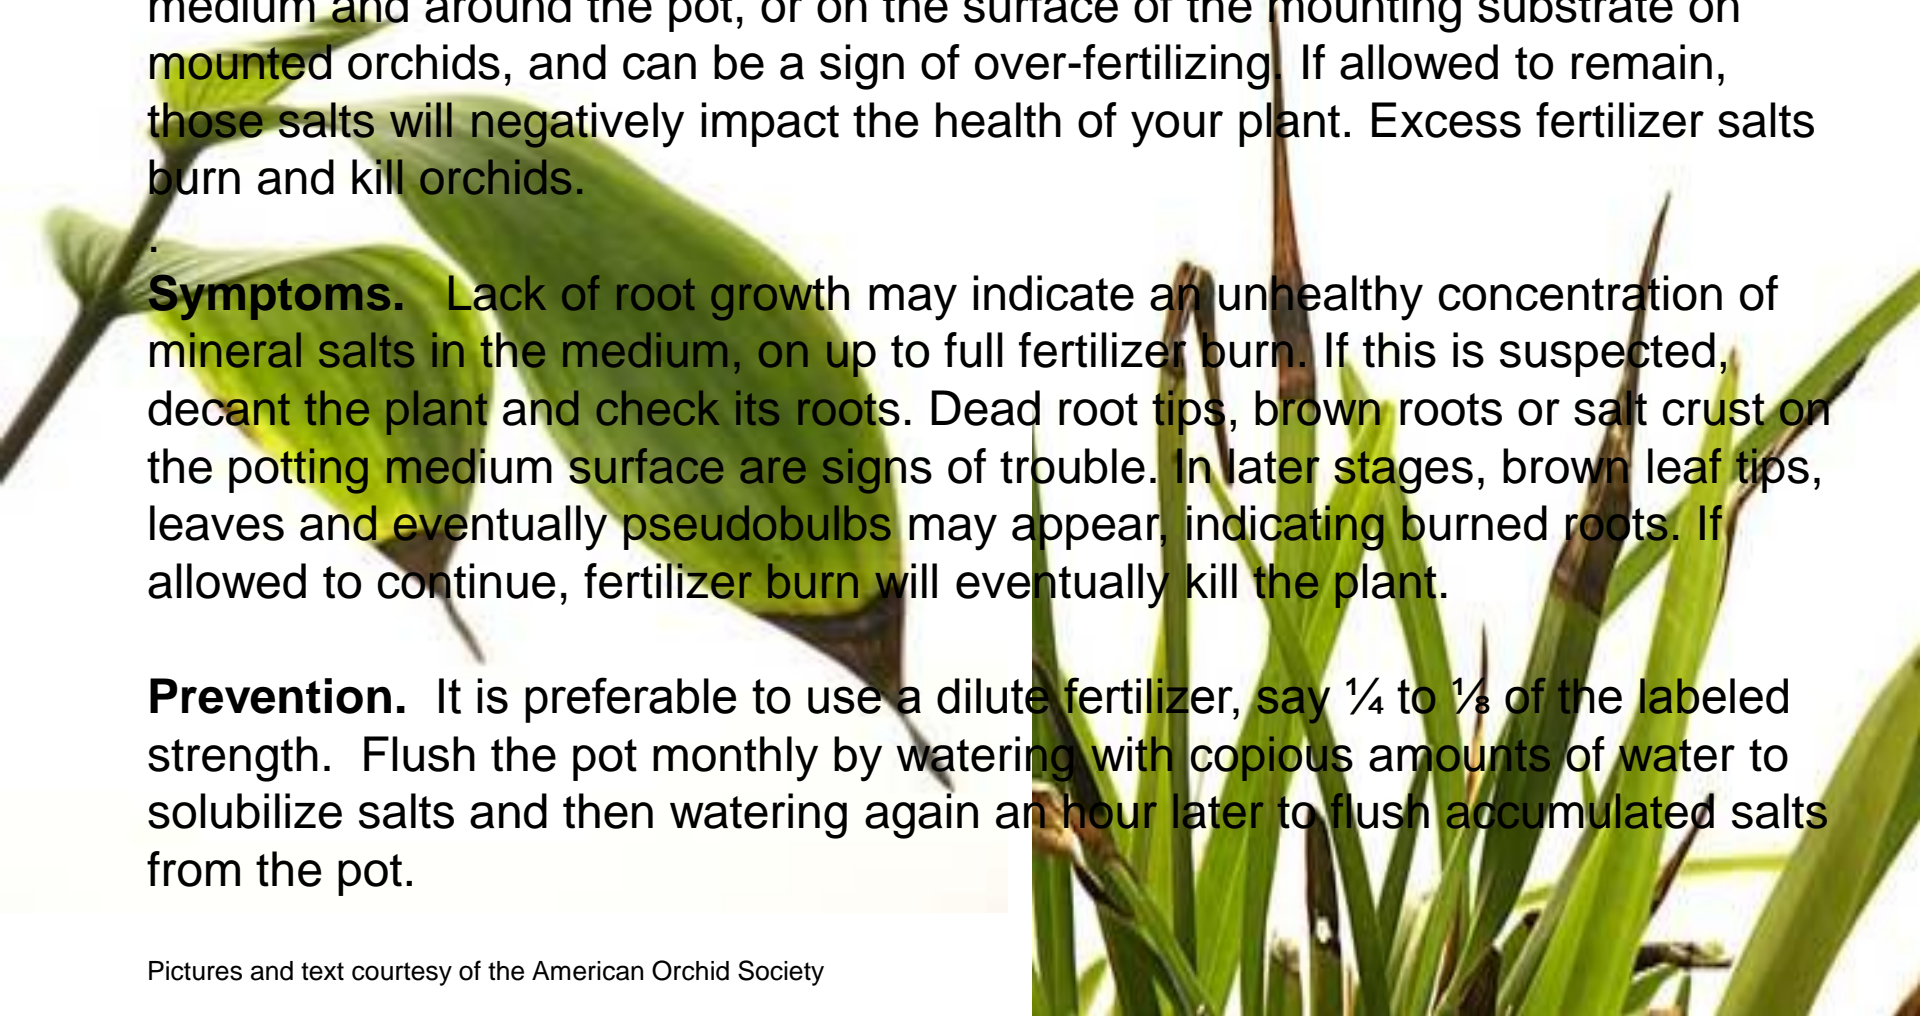 medium and around the pot, or on the surface of the mounting substrate on
mounted orchids, and can be a sign of over-fertilizing. If allowed to remain,
those salts will negatively impact the health of your plant. Excess fertilizer salts
burn and kill orchids.
.
Symptoms. Lack of root growth may indicate an unhealthy concentration of
mineral salts in the medium, on up to full fertilizer burn. If this is suspected,
decant the plant and check its roots. Dead root tips, brown roots or salt crust on
the potting medium surface are signs of trouble. In later stages, brown leaf tips,
leaves and eventually pseudobulbs may appear, indicating burned roots. If
allowed to continue, fertilizer burn will eventually kill the plant.
Prevention. It is preferable to use a dilute fertilizer, say ¼ to ⅛ of the labeled
strength. Flush the pot monthly by watering with copious amounts of water to
solubilize salts and then watering again an hour later to flush accumulated salts
from the pot.
Pictures and text courtesy of the American Orchid Society